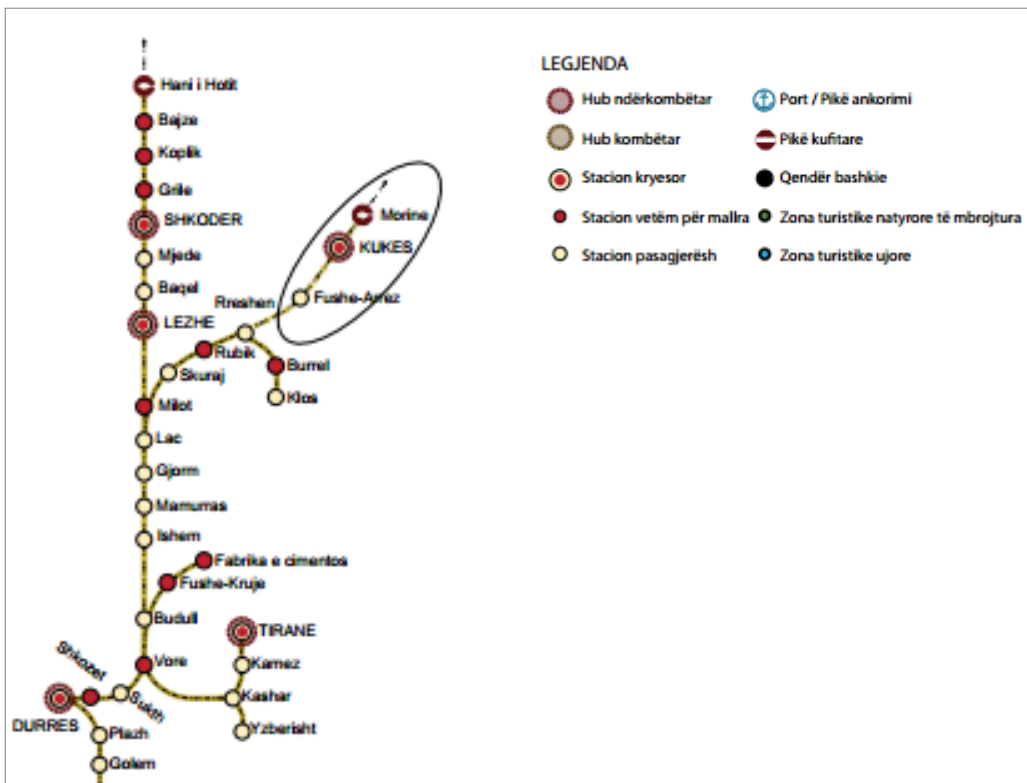 Hani i Hotit
Bajze
Koplik
Grile
SHKODER
Mjede
Baqel
LEZHE
Morine
KUKES
Fushe-Arrez
Rreshen
Rubik
Skuraj
Burrel
Klos
Milot
Lac
Gjorm
Mamurras
Ishem
Fabrika e cimentos
Fushe-Kruje
Budull
TIRANE
Vore
Kamez
Shkozet
Sukth
Kashar
DURRES
Plazh
Yzberisht
Golem
LEGJENDA
Hub ndërkombëtar
Hub kombëtar
Stacion kryesor
Stacion vetëm për mallra
Stacion pasagjerësh
Port / Pikë ankorimi
Pikë kufitare
Qendër bashkie
Zona turistike natyrore të mbrojtura
Zona turistike ujore